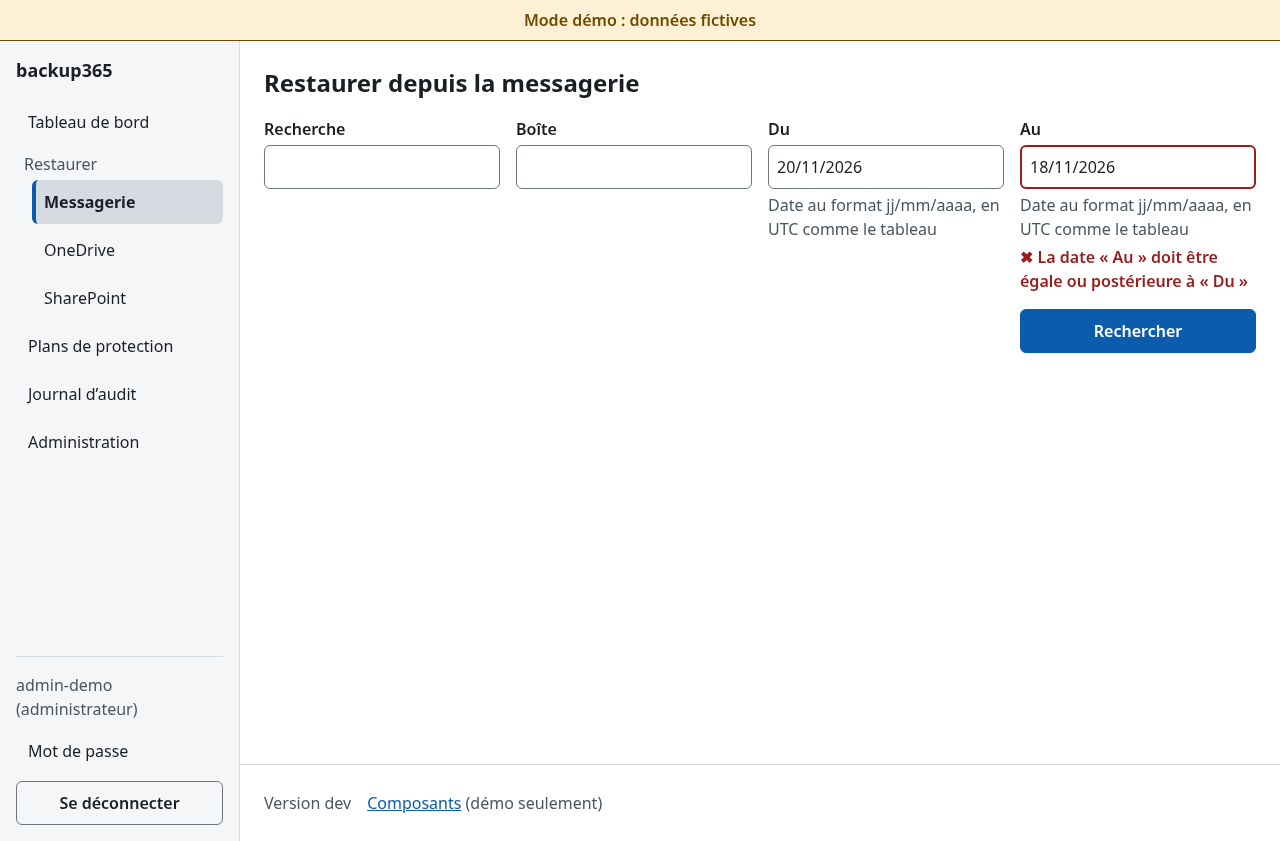 Mode démo : données fictives
backup365
Tableau de bord
Restaurer
Messagerie
OneDrive
SharePoint
Plans de protection
Journal d’audit
Administration
admin-demo
(administrateur)
Mot de passe
Se déconnecter
Restaurer depuis la messagerie
Recherche
Boîte
Du
20/11/2026
Date au format jj/mm/aaaa, en
UTC comme le tableau
Au
18/11/2026
Date au format jj/mm/aaaa, en
UTC comme le tableau
✖ La date « Au » doit être
égale ou postérieure à « Du »
Rechercher
Version dev Composants (démo seulement)